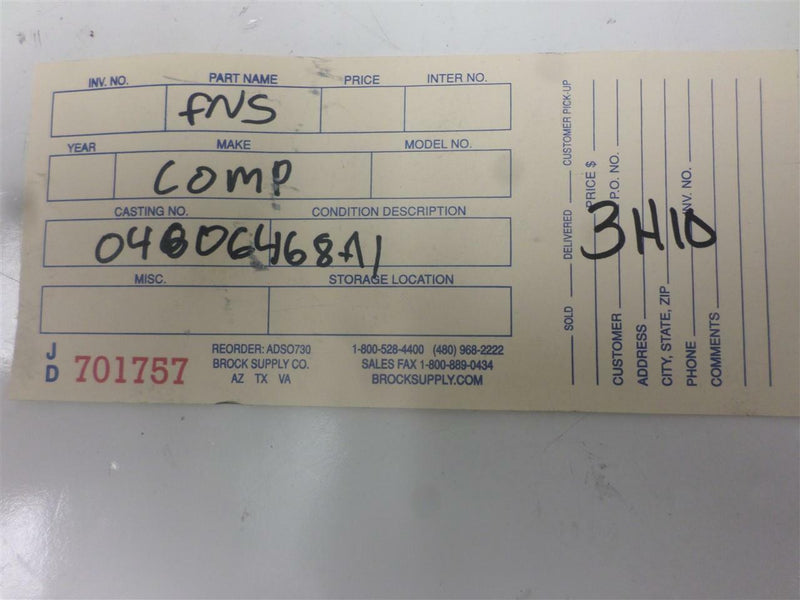 INV. NO. PART NAME PRICE INTER NO.
FNS
YEAR MAKE MODEL NO.
COMP
CASTING NO. CONDITION DESCRIPTION
04606468A1
MISC. STORAGE LOCATION
JD 701757
REORDER: ADSO730 1-800-528-4400 (480) 968-2222
BROCK SUPPLY CO. SALES FAX 1-800-889-0434
AZ TX VA BROCKSUPPLY.COM
SOLD DELIVERED CUSTOMER PICK-UP
PRICE $
CUSTOMER P.O. NO.
ADDRESS
CITY, STATE, ZIP
PHONE INV. NO.
COMMENTS
3H10